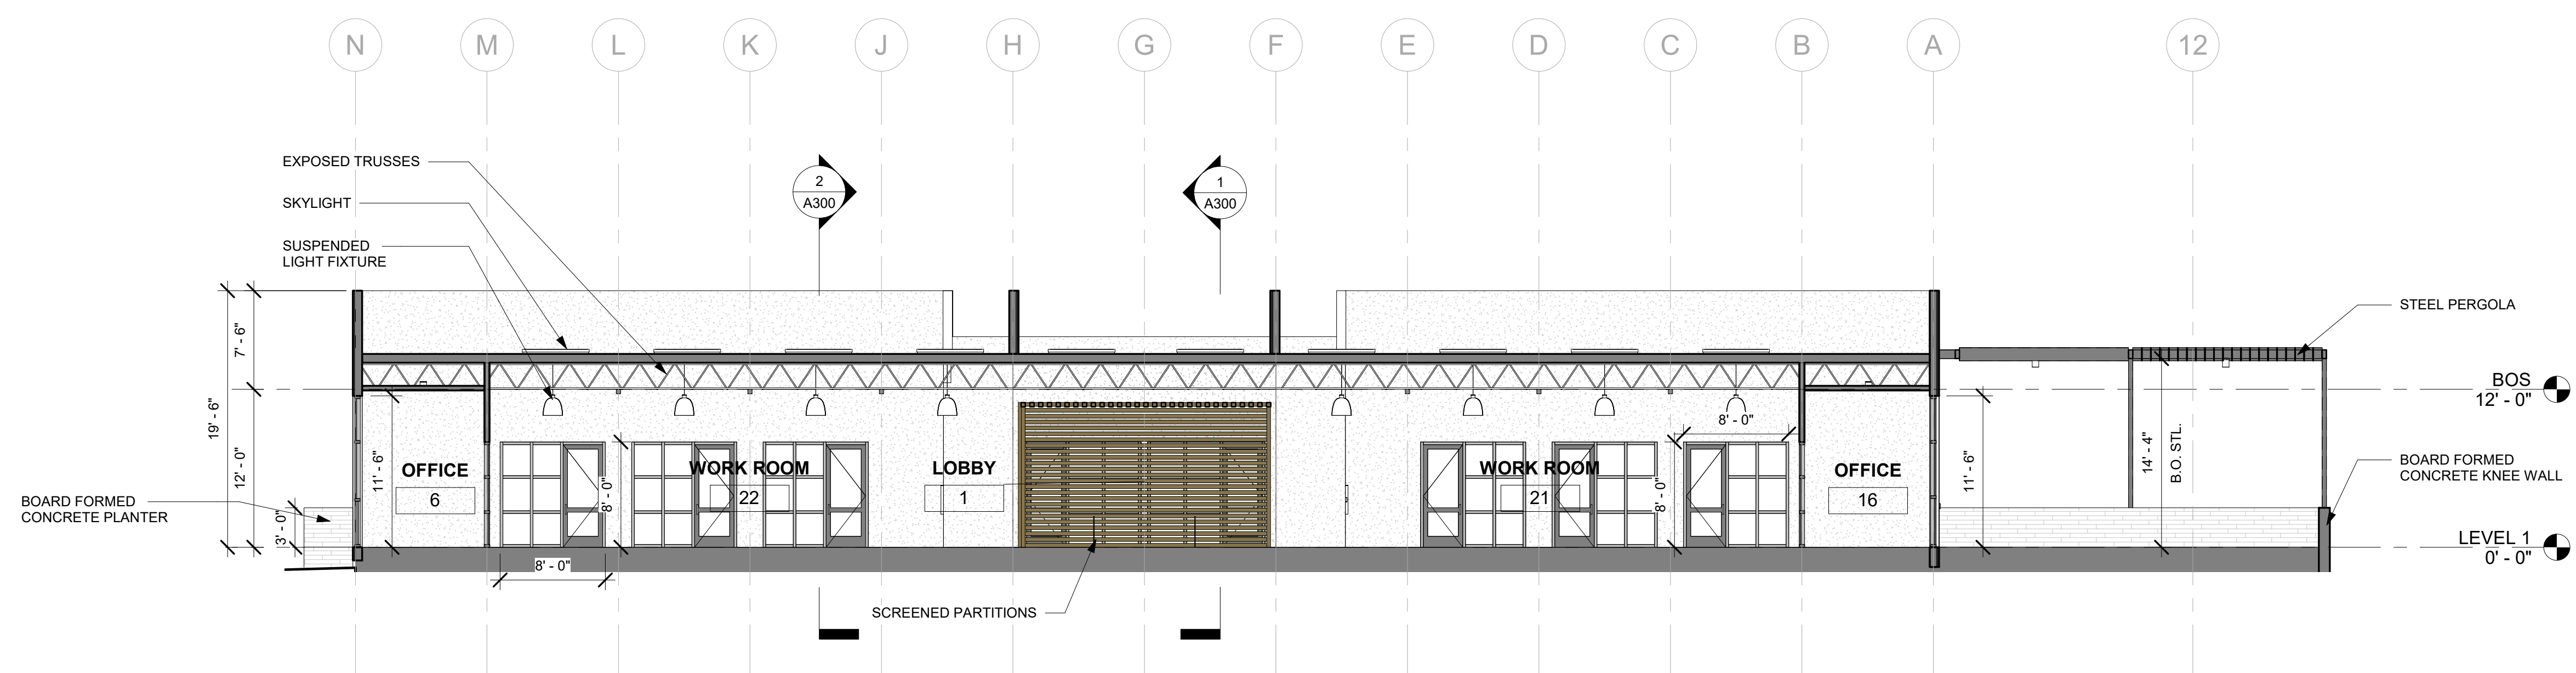 N M L K J H G F E D C B A 12
EXPOSED TRUSSES
SKYLIGHT
SUSPENDED
LIGHT FIXTURE
2
A300
1
A300
STEEL PERGOLA
7' - 6"
19' - 6"
12' - 0"
11' - 6"
3' - 0"
BOARD FORMED
CONCRETE PLANTER
OFFICE
6
8' - 0"
8' - 0"
WORK ROOM
22
LOBBY
1
SCREENED PARTITIONS
WORK ROOM
21
8' - 0"
8' - 0"
OFFICE
16
11' - 6"
14' - 4"
B.O. STL.
BOS
12' - 0"
BOARD FORMED
CONCRETE KNEE WALL
LEVEL 1
0' - 0"